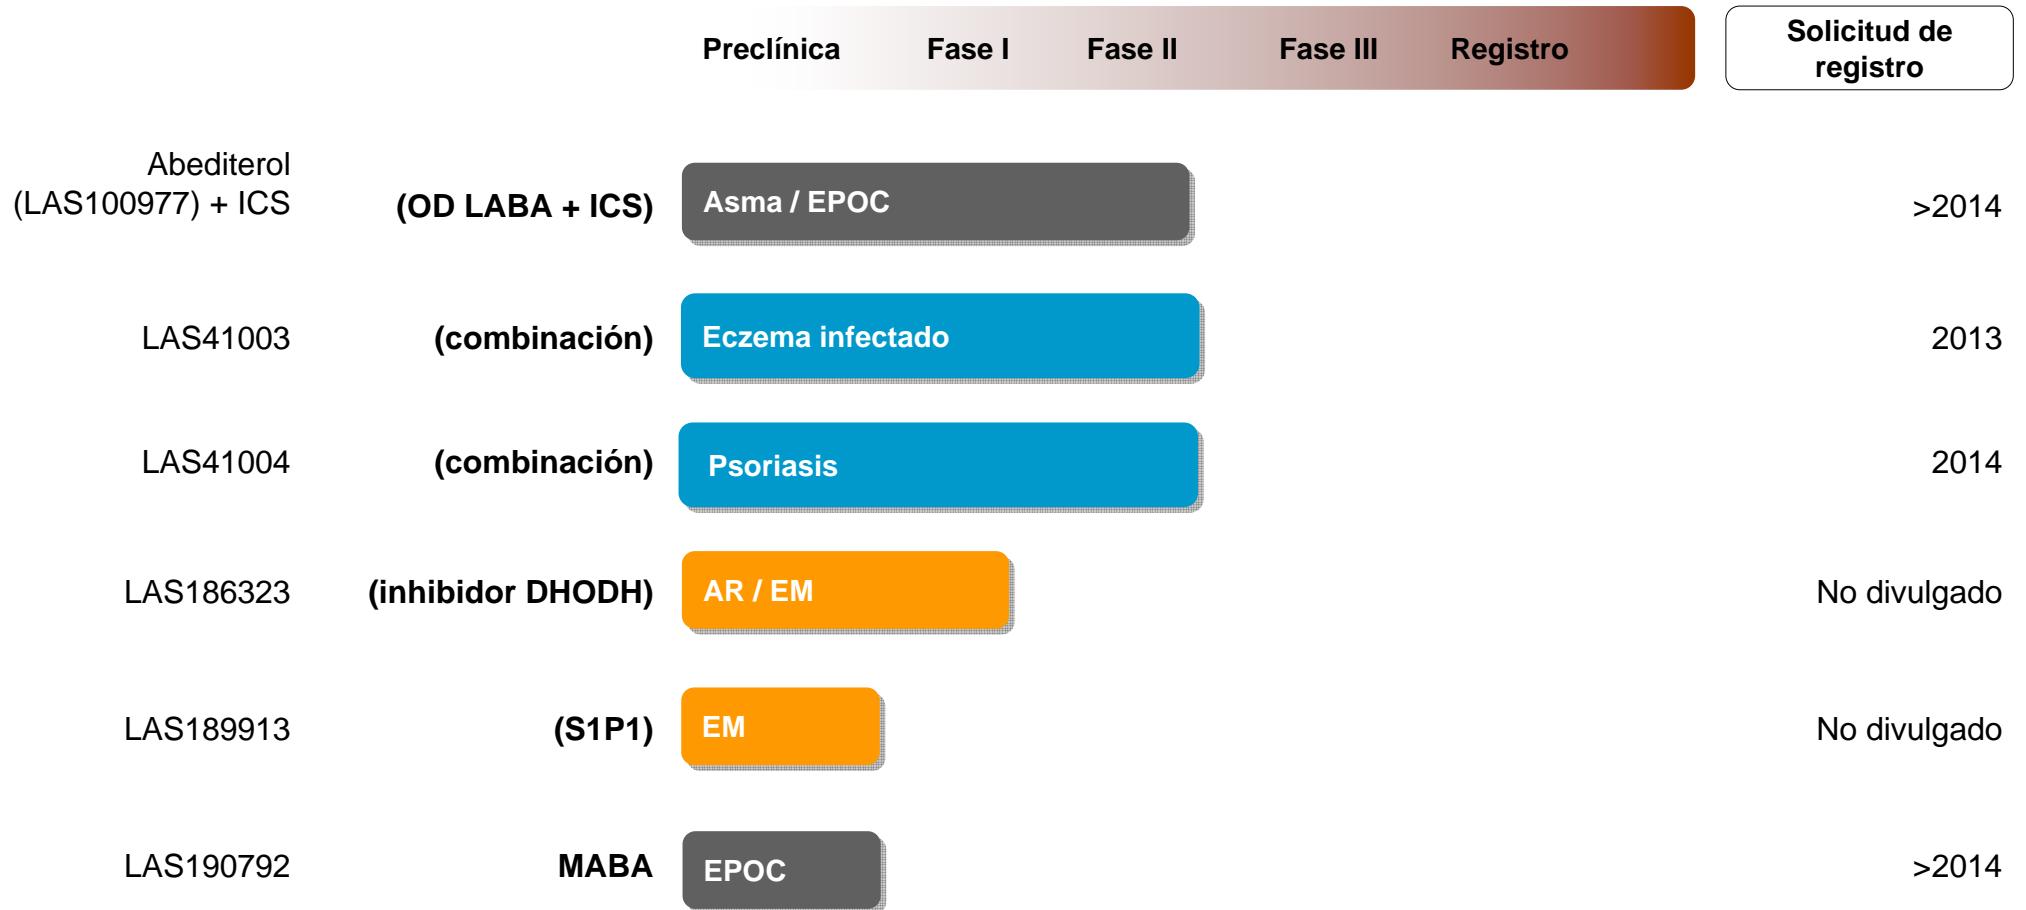 Preclínica Fase I Fase II Fase III Registro
Solicitud de
registro
Abediterol
(LAS100977) + ICS (OD LABA + ICS) Asma / EPOC >2014
LAS41003 (combinación) Eczema infectado 2013
LAS41004 (combinación) Psoriasis 2014
LAS186323 (inhibidor DHODH) AR / EM No divulgado
LAS189913 (S1P1) EM No divulgado
LAS190792 MABA EPOC >2014